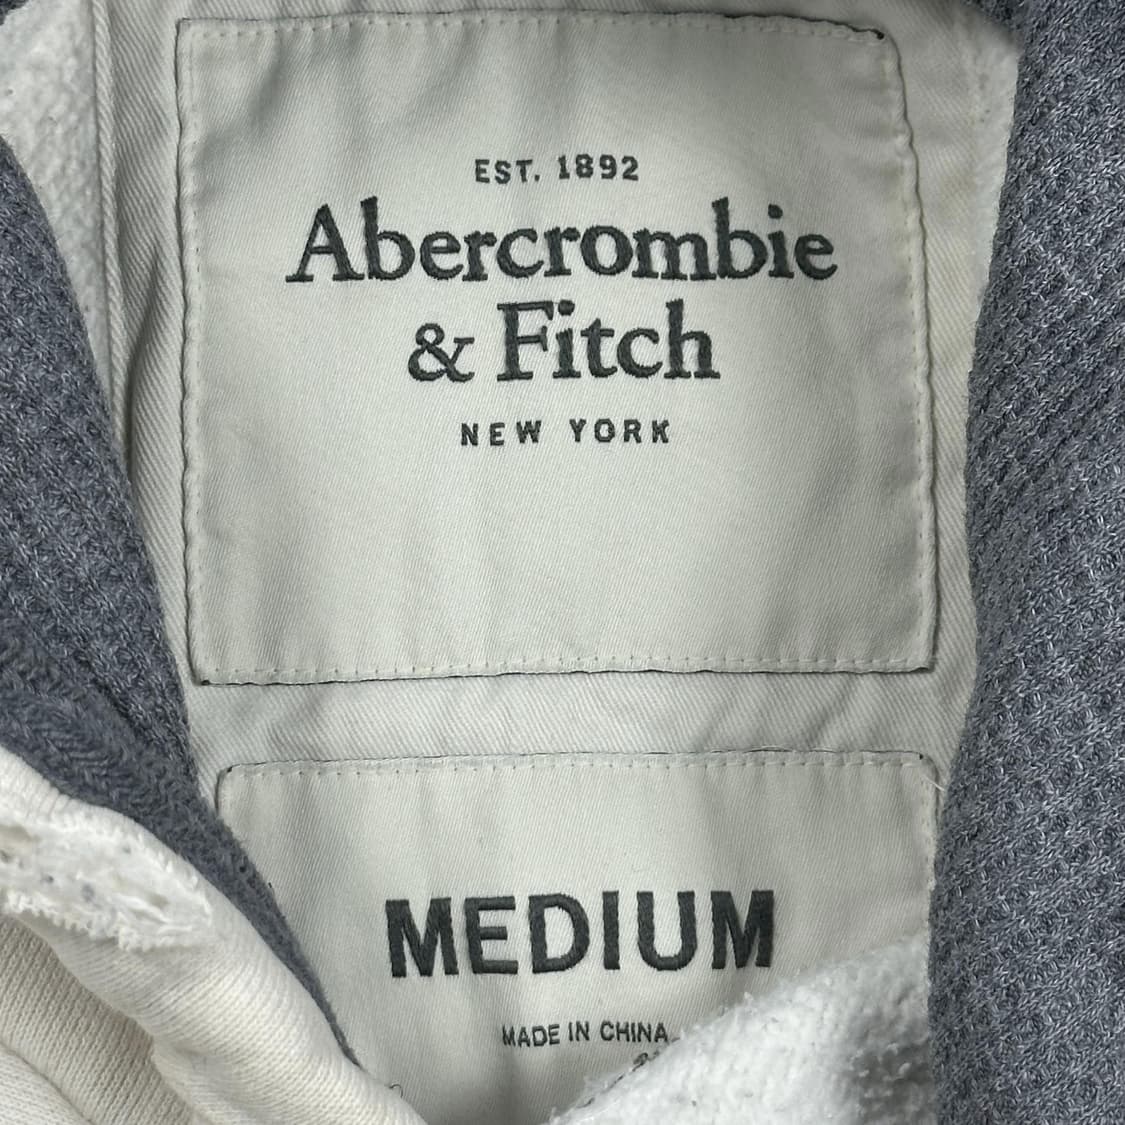 EST. 1892
Abercrombie
& Fitch
NEW YORK
MEDIUM
MADE IN CHINA